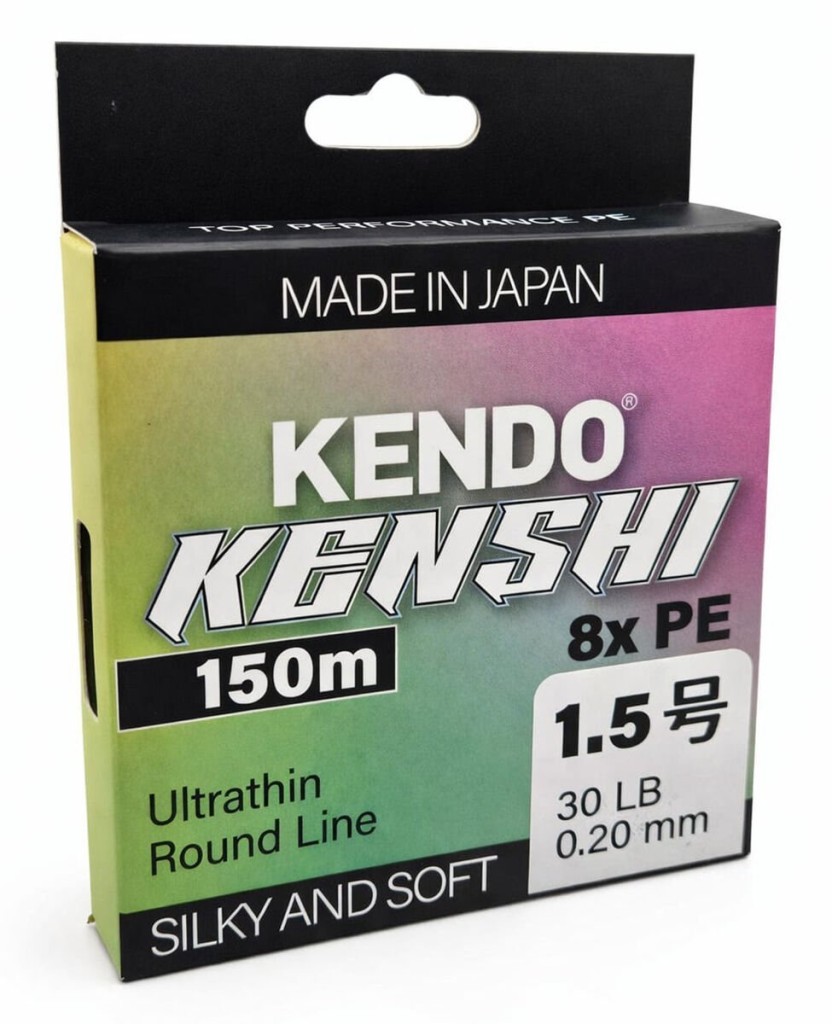 TOP PERFORMANCE PE
MADE IN JAPAN
KENDO®
KENSHI
8x PE
150m
1.5号
30 LB
0.20 mm
Ultrathin
Round Line
SILKY AND SOFT